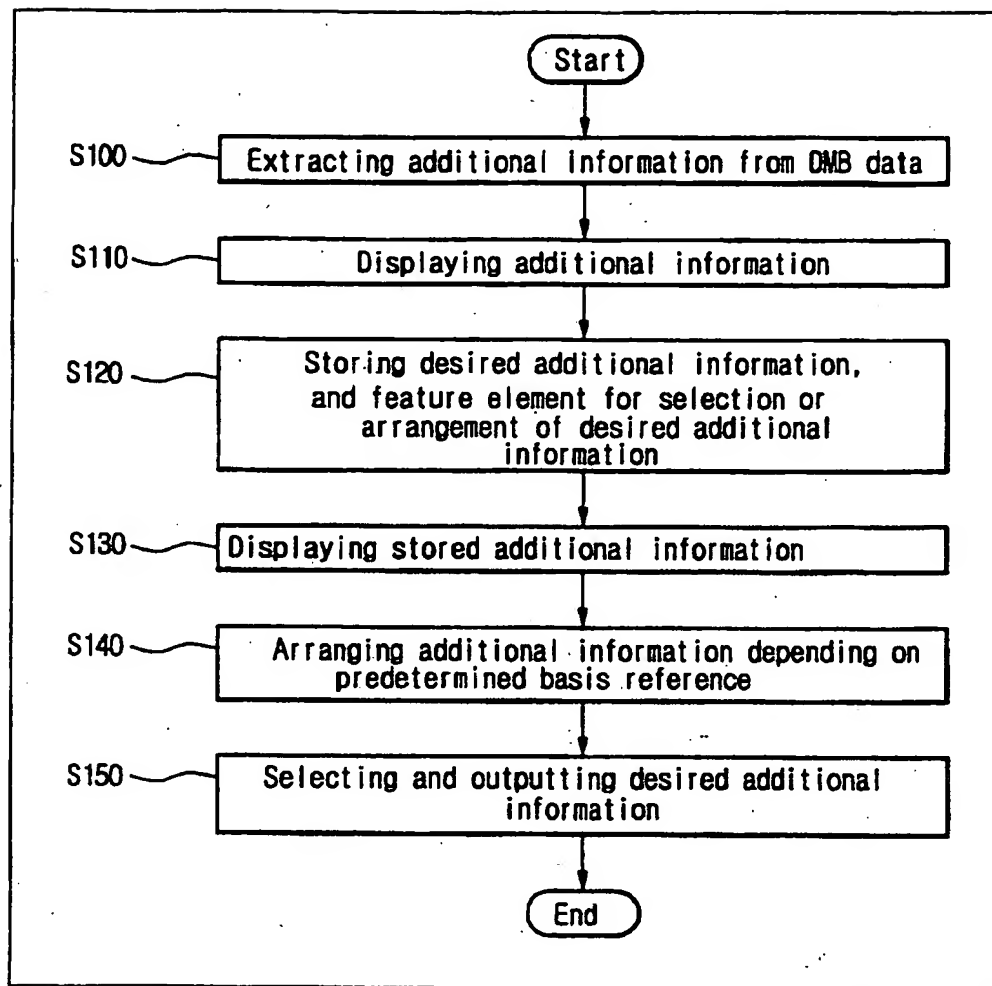 Start
S100
Extracting additional information from DMB data
S110
Displaying additional information
S120
Storing desired additional information,
and feature element for selection or
arrangement of desired additional
information
S130
Displaying stored additional information
S140
Arranging additional information depending on
predetermined basis reference
S150
Selecting and outputting desired additional
information
End